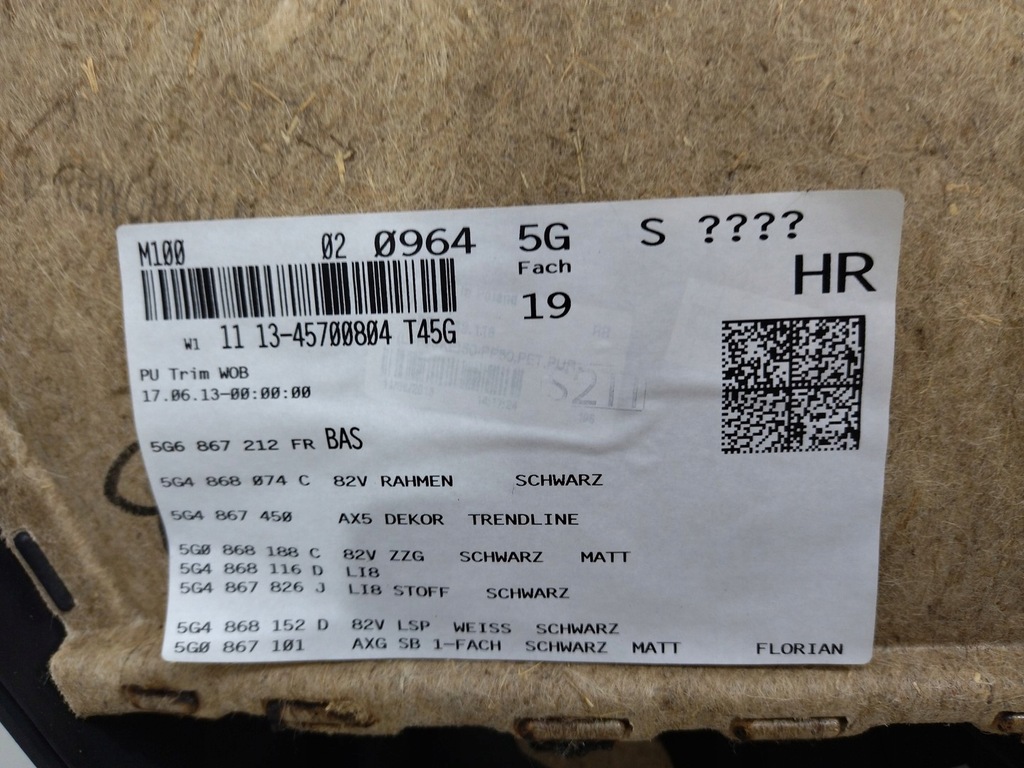 M100 02 0964 5G S ????
Fach HR
19
W1 11 13-45700804 T45G
PU Trim WOB
17.06.13-00:00:00
5G6 867 212 FR BAS
5G4 868 074 C 82V RAHMEN SCHWARZ
5G4 867 450 AX5 DEKOR TRENDLINE
5G0 868 188 C 82V ZZG SCHWARZ MATT
5G4 868 116 D LI8
5G4 867 826 J LI8 STOFF SCHWARZ
5G4 868 152 D 82V LSP WEISS SCHWARZ
5G0 867 101 AXG SB 1-FACH SCHWARZ MATT FLORIAN